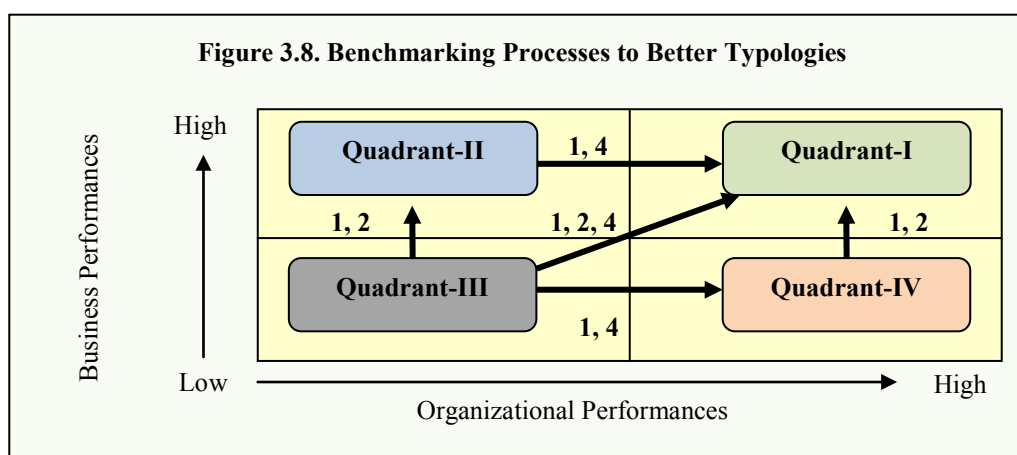 Figure 3.8. Benchmarking Processes to Better Typologies
Business Performances
High
Quadrant-II
1, 4
Quadrant-I
1, 2
1, 2, 4
1, 2
Quadrant-III
Quadrant-IV
1, 4
Low
High
Organizational Performances